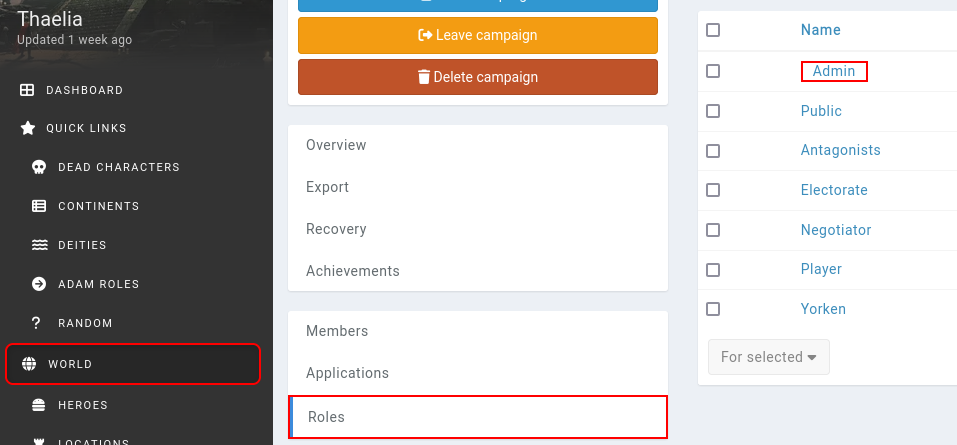 Thaelia
Updated 1 week ago
DASHBOARD
QUICK LINKS
DEAD CHARACTERS
CONTINENTS
DEITIES
ADAM ROLES
RANDOM
WORLD
HEROES
LOCATIONS
Leave campaign
Delete campaign
Overview
Export
Recovery
Achievements
Members
Applications
Roles
Name
Admin
Public
Antagonists
Electorate
Negotiator
Player
Yorken
For selected